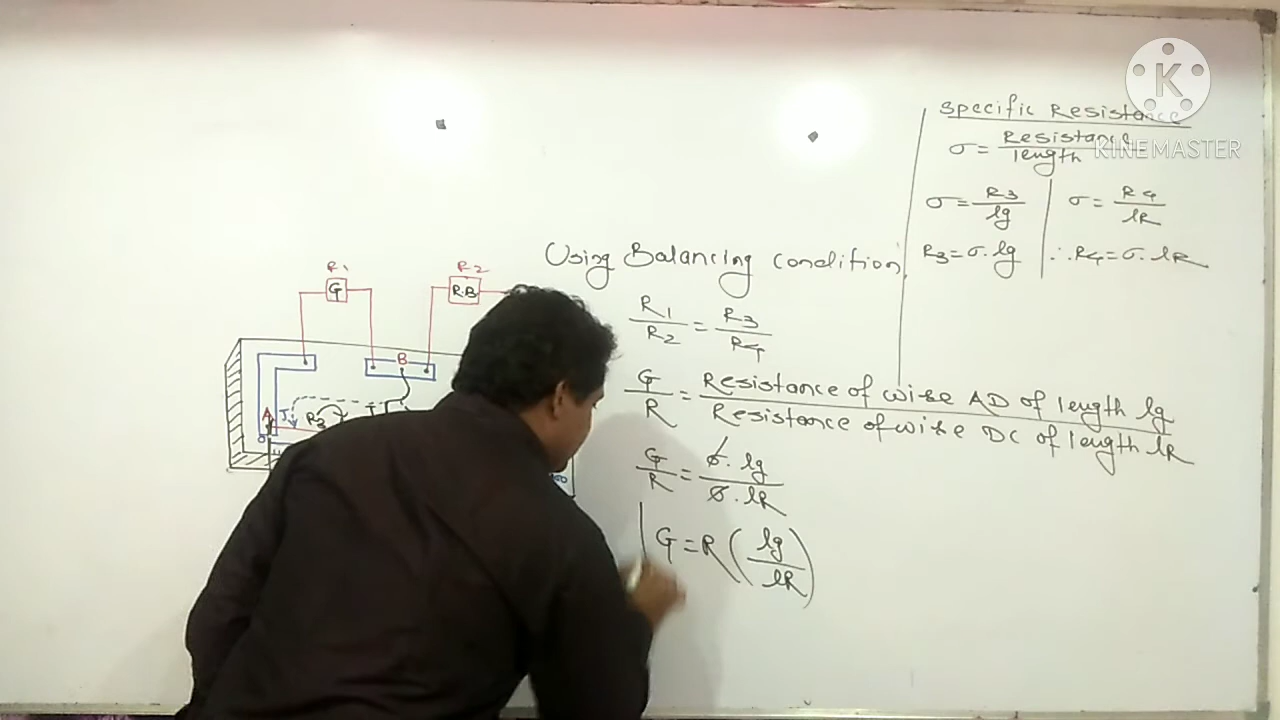 K
KINEMASTER
Specific Resistance
σ = Resistance / length
σ = R3 / lg
σ = R4 / lR
R3 = σ. lg
∴ R4 = σ. lR
Using Balancing condition
R1 / R2 = R3 / R4
G / R = Resistance of wire AD of length lg / Resistance of wire DC of length lR
G / R = σ. lg / σ. lR
G = R ( lg / lR )
R1
R2
G
R.B
B
A
J
R3